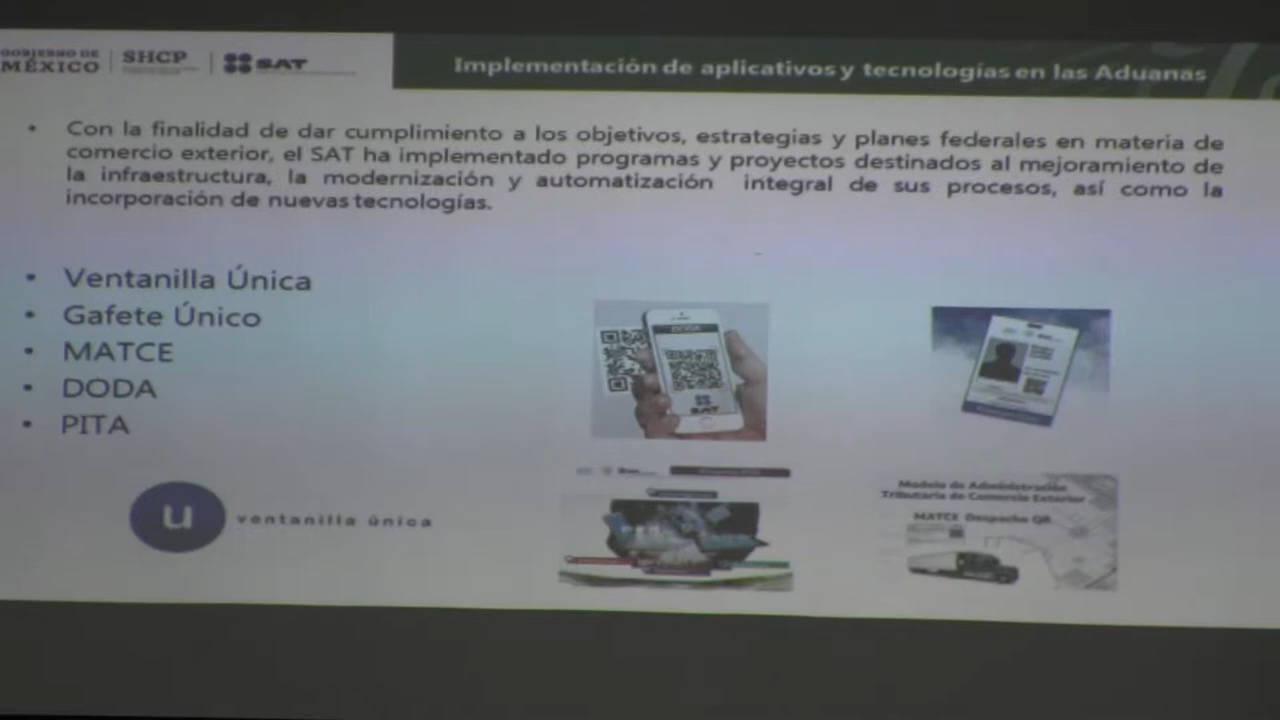 GOBIERNO DE
MÉXICO
SHCP
SAT
Implementación de aplicativos y tecnologías en las Aduanas
• Con la finalidad de dar cumplimiento a los objetivos, estrategias y planes federales en materia de
comercio exterior, el SAT ha implementado programas y proyectos destinados al mejoramiento de
la infraestructura, la modernización y automatización integral de sus procesos, así como la
incorporación de nuevas tecnologías.
• Ventanilla Única
• Gafete Único
• MATCE
• DODA
• PITA
DODA
SAT
u ventanilla única
Modelo de Administración
Tributaria de Comercio Exterior
MATCE Despacho QR